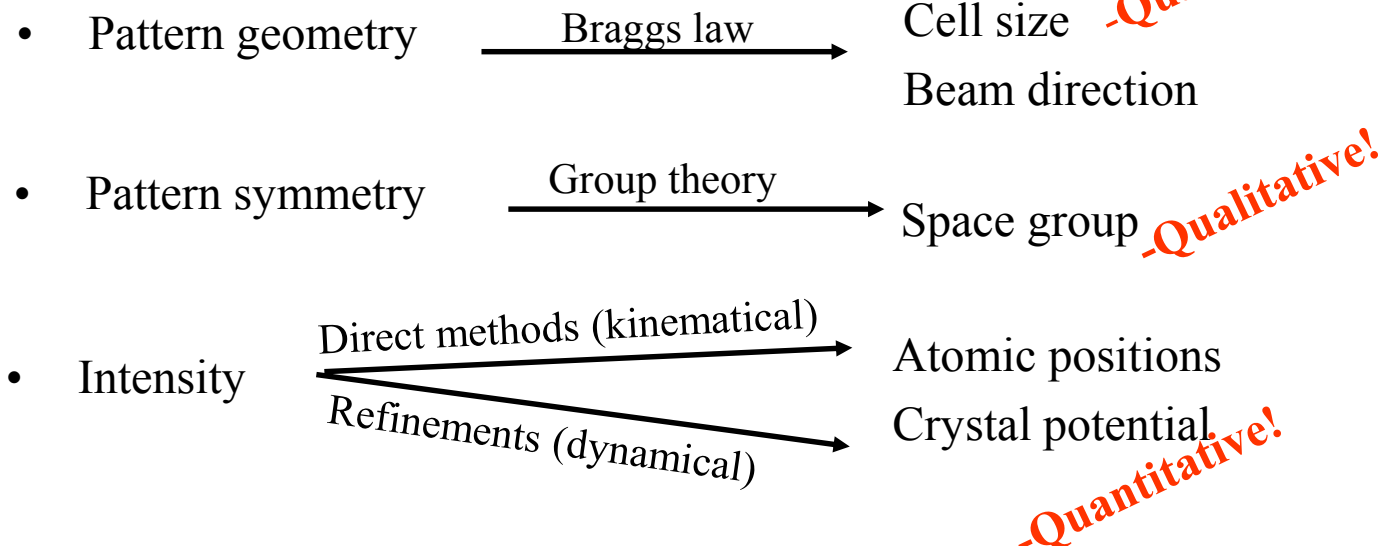 • Pattern geometry Braggs law Cell size
Beam direction
• Pattern symmetry Group theory Space group -Qualitative!
• Intensity Direct methods (kinematical) Atomic positions
Refinements (dynamical) Crystal potential
-Quantitative!